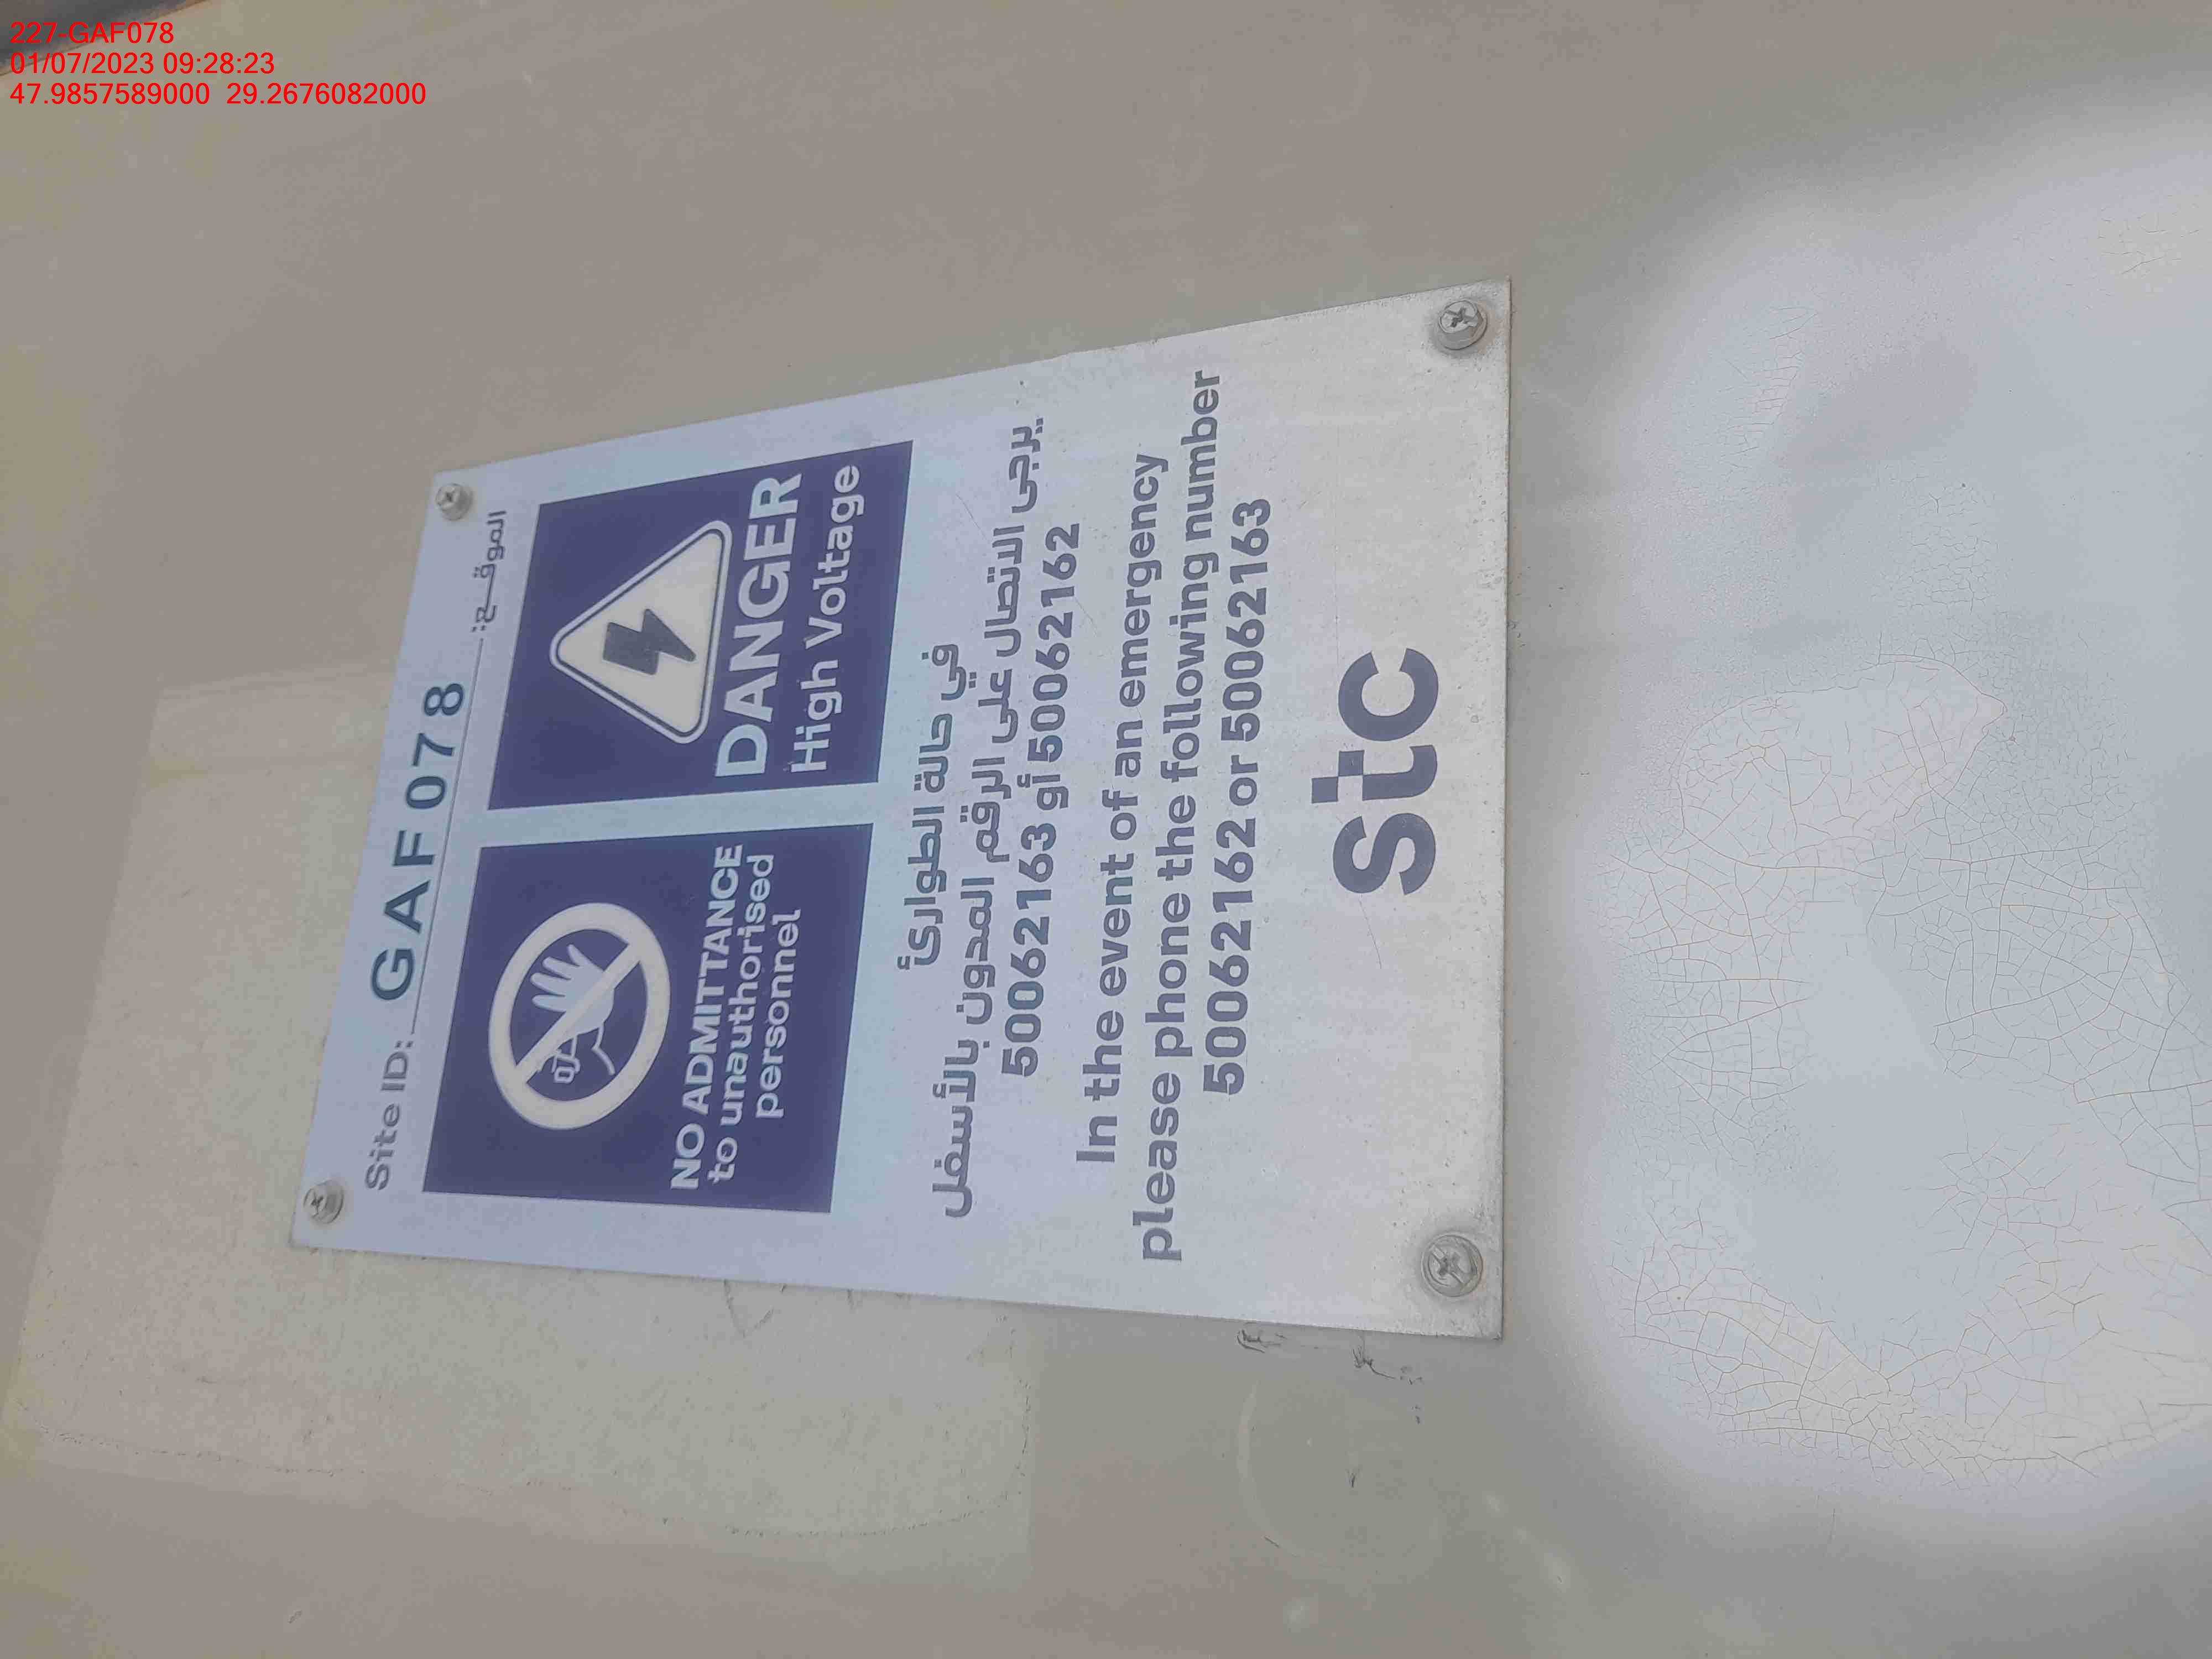 227-GAF078
01/07/2023 09:28:23
47.9857589000 29.2676082000
Site ID: GAF078 الموقـــع:
NO ADMITTANCE
to unauthorised
personnel
DANGER
High Voltage
في حالة الطوارئ
يرجى الاتصال على الرقم المدون بالأسفل
50062163 أو 50062162
In the event of an emergency
please phone the following number
50062162 or 50062163
stc